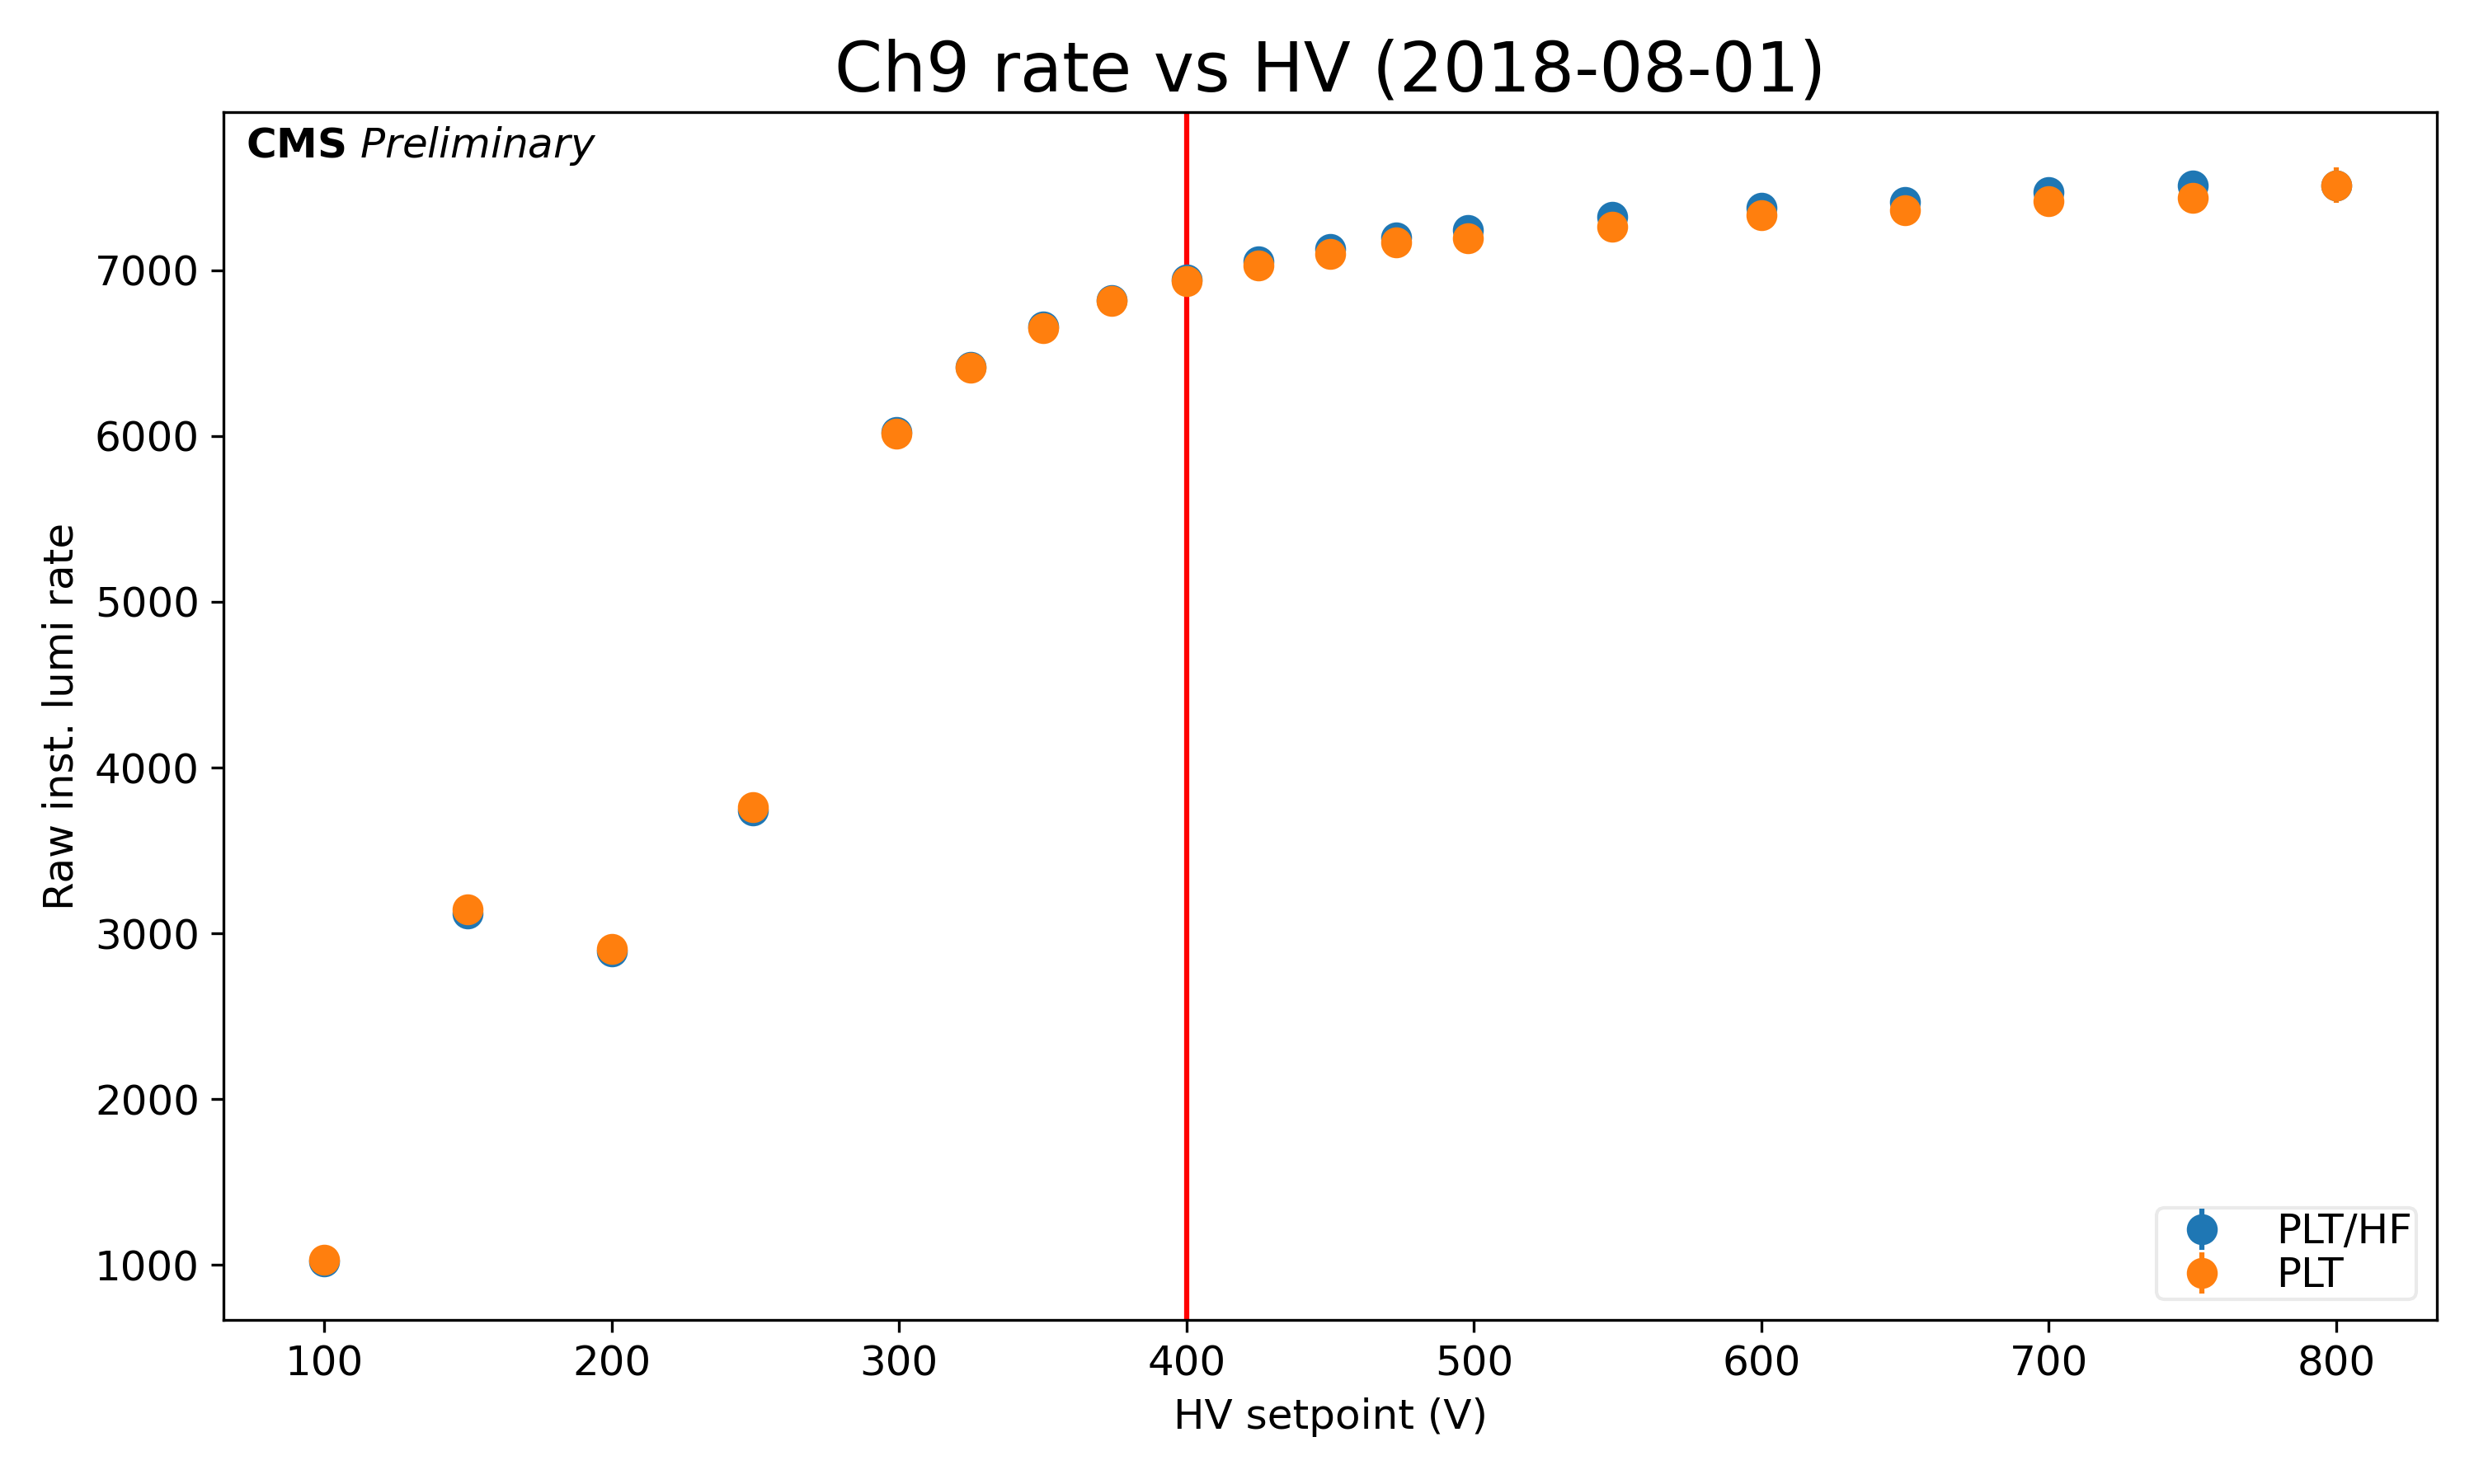 Ch9 rate vs HV (2018-08-01)
CMS Preliminary
7000
6000
5000
4000
3000
2000
1000
Raw inst. lumi rate
PLT/HF
PLT
100 200 300 400 500 600 700 800
HV setpoint (V)